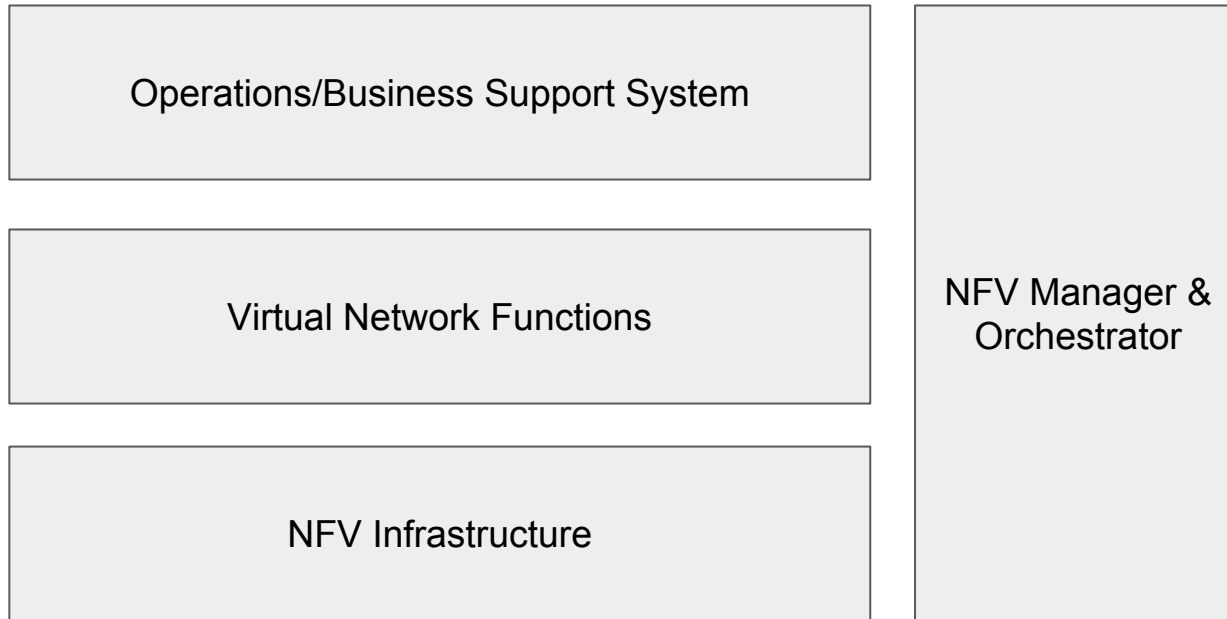 Operations/Business Support System
Virtual Network Functions
NFV Infrastructure
NFV Manager &
Orchestrator